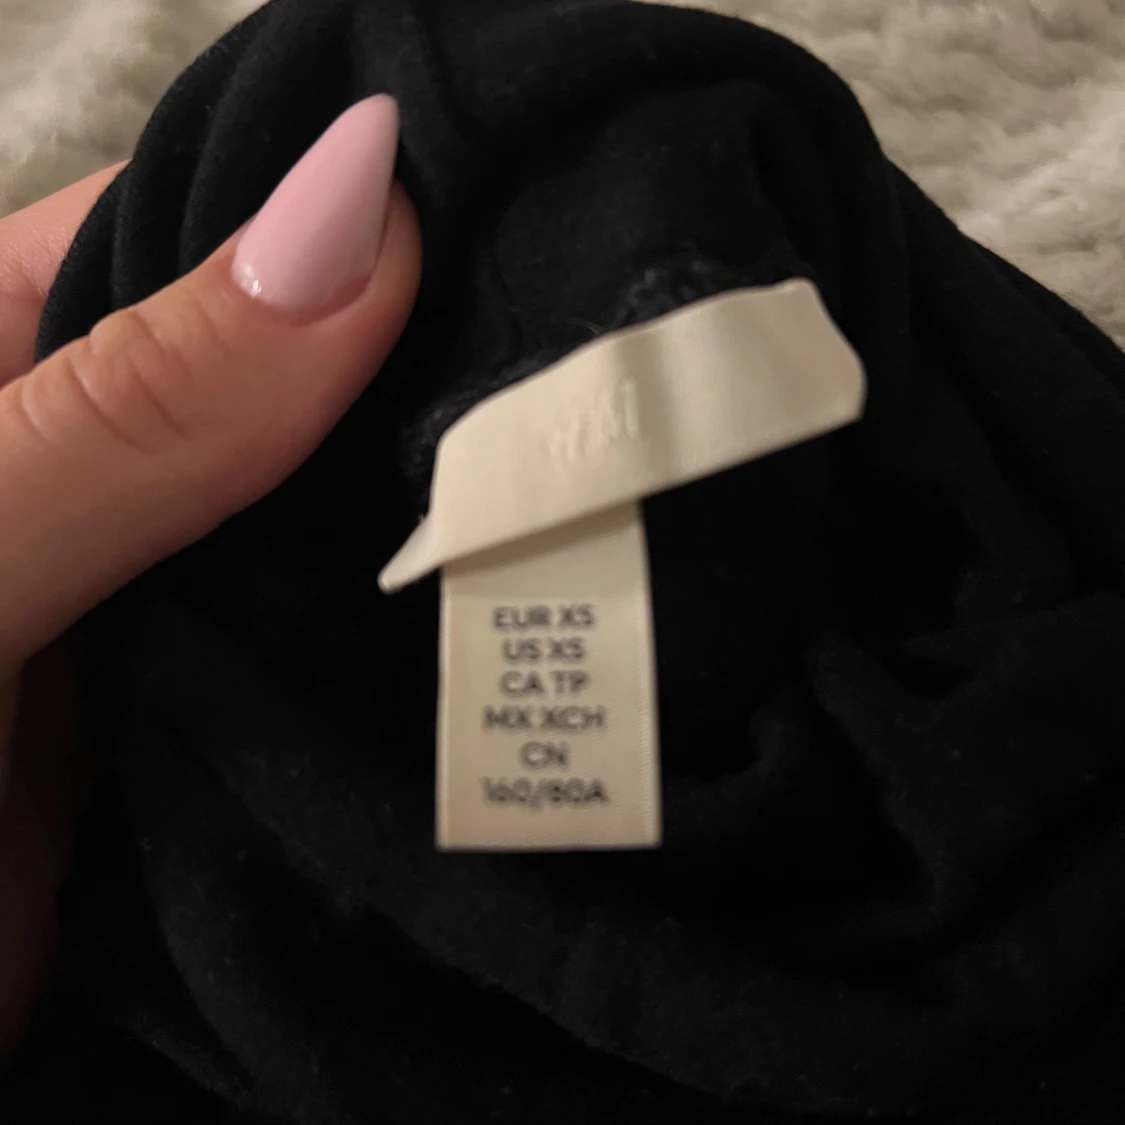 EUR XS
US XS
CA TP
MX XCH
CN
160/80A